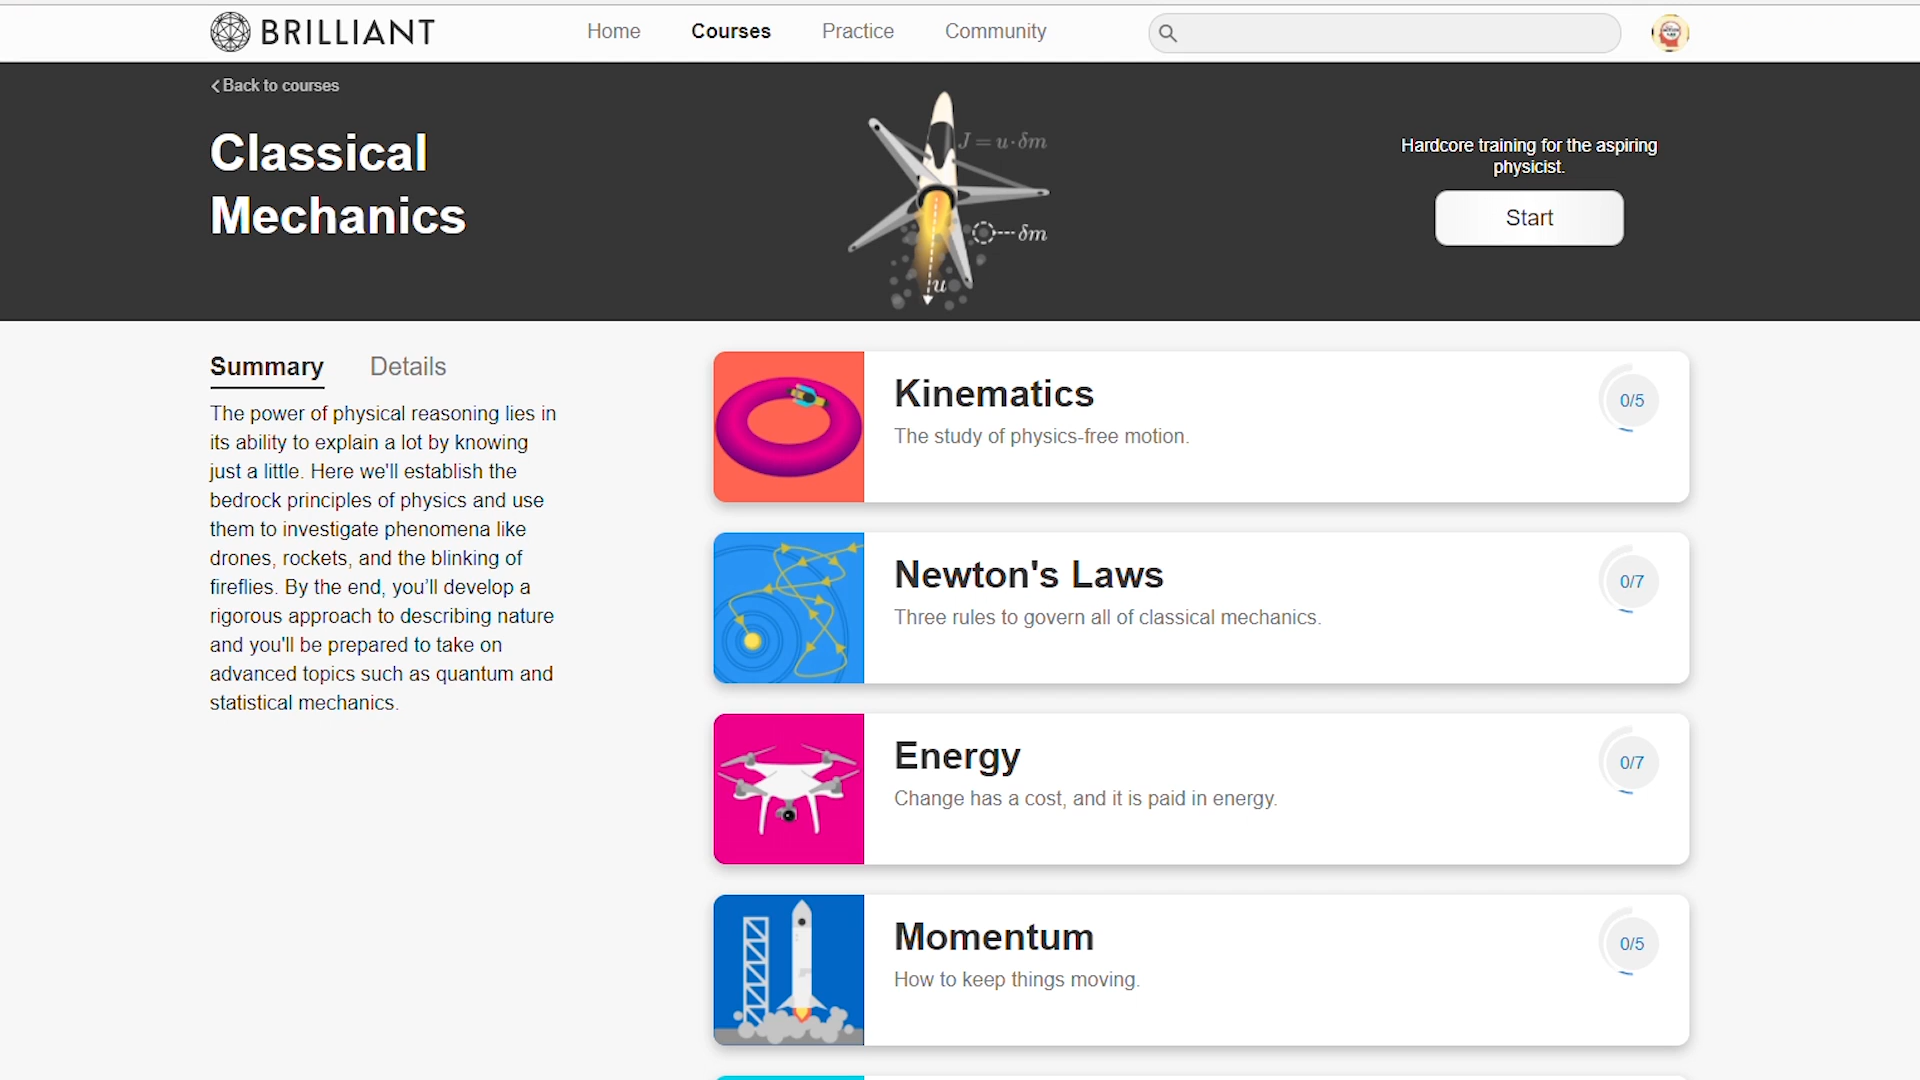 BRILLIANT
Home
Courses
Practice
Community
Back to courses
Classical
Mechanics
J = u · δm
δm
u
Hardcore training for the aspiring
physicist.
Start
Summary
Details
The power of physical reasoning lies in
its ability to explain a lot by knowing
just a little. Here we'll establish the
bedrock principles of physics and use
them to investigate phenomena like
drones, rockets, and the blinking of
fireflies. By the end, you'll develop a
rigorous approach to describing nature
and you'll be prepared to take on
advanced topics such as quantum and
statistical mechanics.
Kinematics
The study of physics-free motion.
0/5
Newton's Laws
Three rules to govern all of classical mechanics.
0/7
Energy
Change has a cost, and it is paid in energy.
0/7
Momentum
How to keep things moving.
0/5